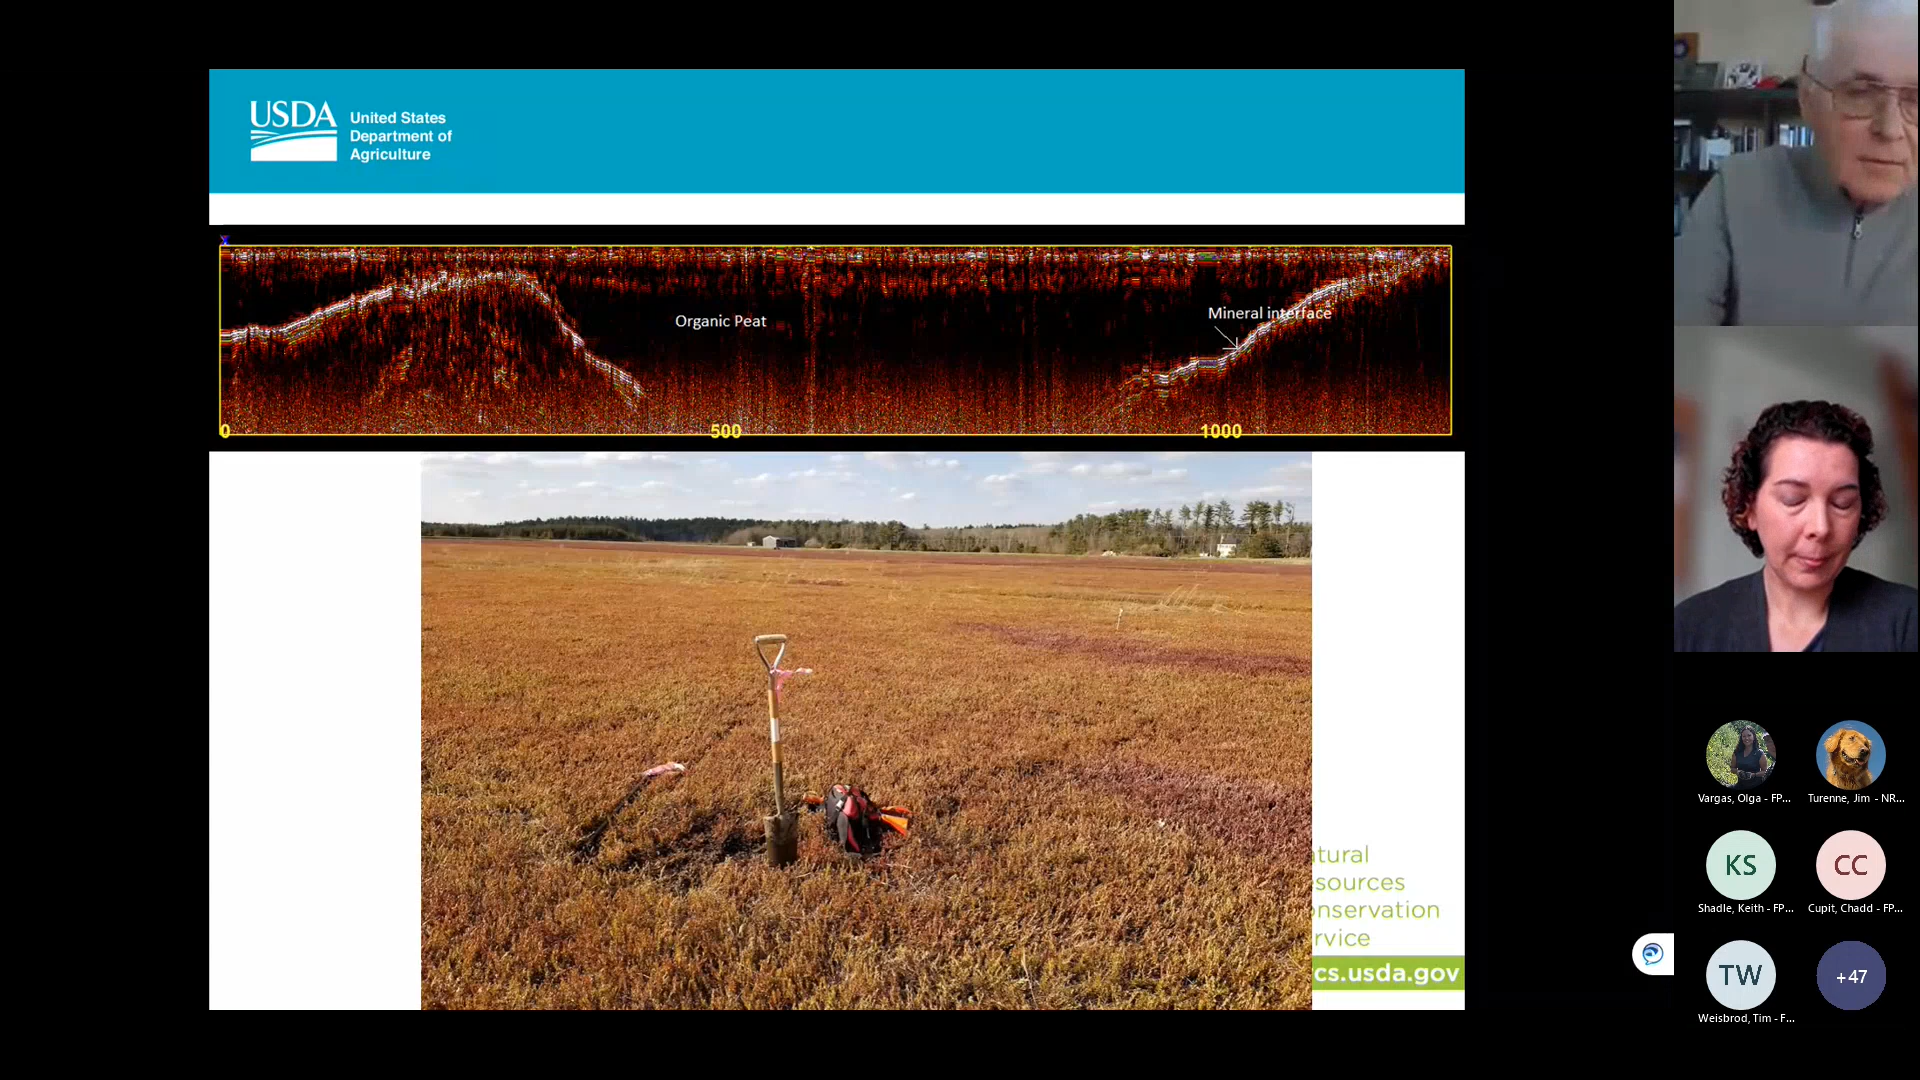 USDA
United States
Department of
Agriculture
Organic Peat
Mineral interface
0
500
1000
tural
sources
nservation
rvice
cs.usda.gov
Vargas, Olga - FP...
Turenne, Jim - NR...
KS
CC
Shadle, Keith - FP...
Cupit, Chadd - FP...
TW
+47
Weisbrod, Tim - F...